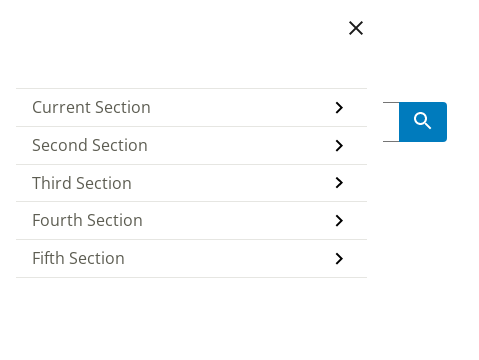 Current Section
Second Section
Third Section
Fourth Section
Fifth Section